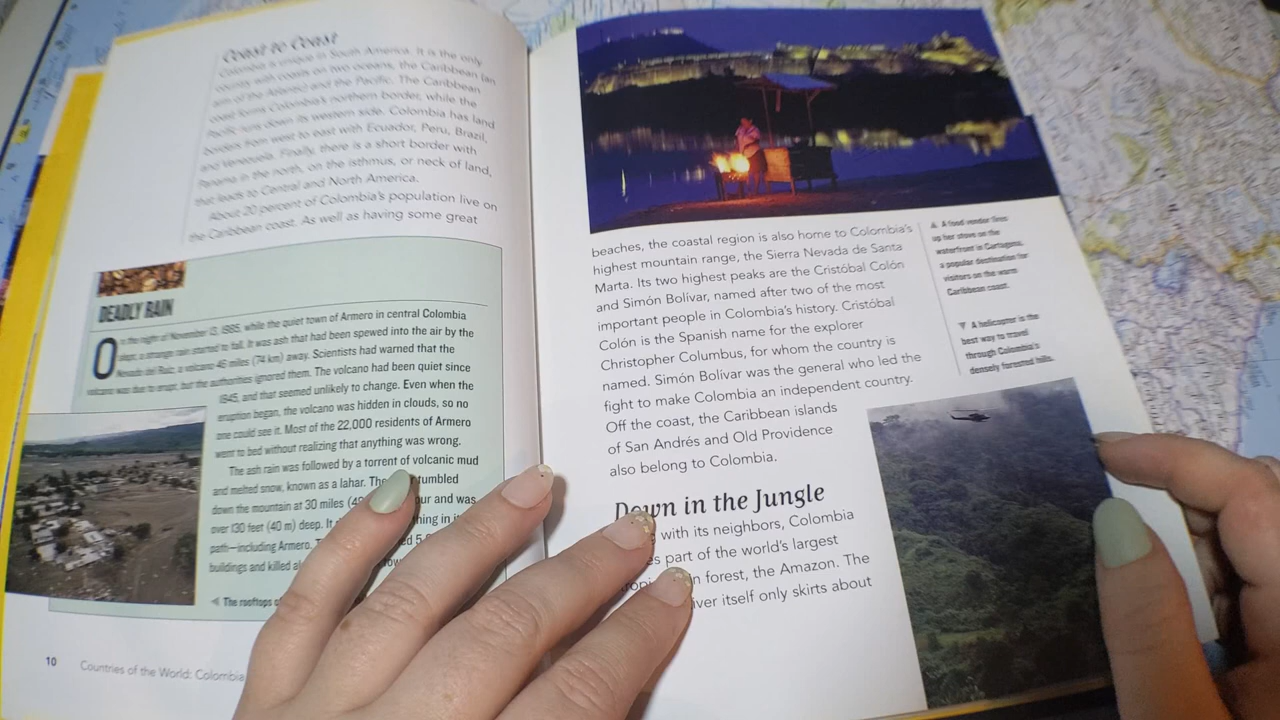 Coast to Coast
Colombia is unique in South America. It is the only
country with coasts on two oceans, the Caribbean (an
arm of the Atlantic) and the Pacific. The Caribbean
coast forms Colombia's northern border, while the
Pacific runs down its western side. Colombia has land
borders from west to east with Ecuador, Peru, Brazil,
and Venezuela. Finally, there is a short border with
Panama in the north, on the isthmus, or neck of land,
that leads to Central and North America.
About 20 percent of Colombia's population live on
the Caribbean coast. As well as having some great
DEADLY RAIN
On the night of November 13, 1985, while the quiet town of Armero in central Colombia
slept, a strange rain started to fall. It was ash that had been spewed into the air by the
Nevado del Ruiz, a volcano 46 miles (74 km) away. Scientists had warned that the
volcano was due to erupt, but the authorities ignored them. The volcano had been quiet since
1845, and that seemed unlikely to change. Even when the
eruption began, the volcano was hidden in clouds, so no
one could see it. Most of the 22,000 residents of Armero
went to bed without realizing that anything was wrong.
The ash rain was followed by a torrent of volcanic mud
and melted snow, known as a lahar. The tumbled
down the mountain at 30 miles (48 our and was
over 130 feet (40 m) deep. It thing in i
path—including Armero.
buildings and killed
The rooftops
10 Countries of the World: Colombia
beaches, the coastal region is also home to Colombia's
highest mountain range, the Sierra Nevada de Santa
Marta. Its two highest peaks are the Cristóbal Colón
and Simón Bolívar, named after two of the most
important people in Colombia's history. Cristóbal
Colón is the Spanish name for the explorer
Christopher Columbus, for whom the country is
named. Simón Bolívar was the general who led the
fight to make Colombia an independent country.
Off the coast, the Caribbean islands
of San Andrés and Old Providence
also belong to Colombia.
Down in the Jungle
with its neighbors, Colombia
es part of the world's largest
n forest, the Amazon. The
iver itself only skirts about
A food vendor fires
up her stove on the
waterfront in Cartagena,
a popular destination for
visitors on the warm
Caribbean coast.
A helicopter is the
best way to travel
through Colombia's
densely forested hills.